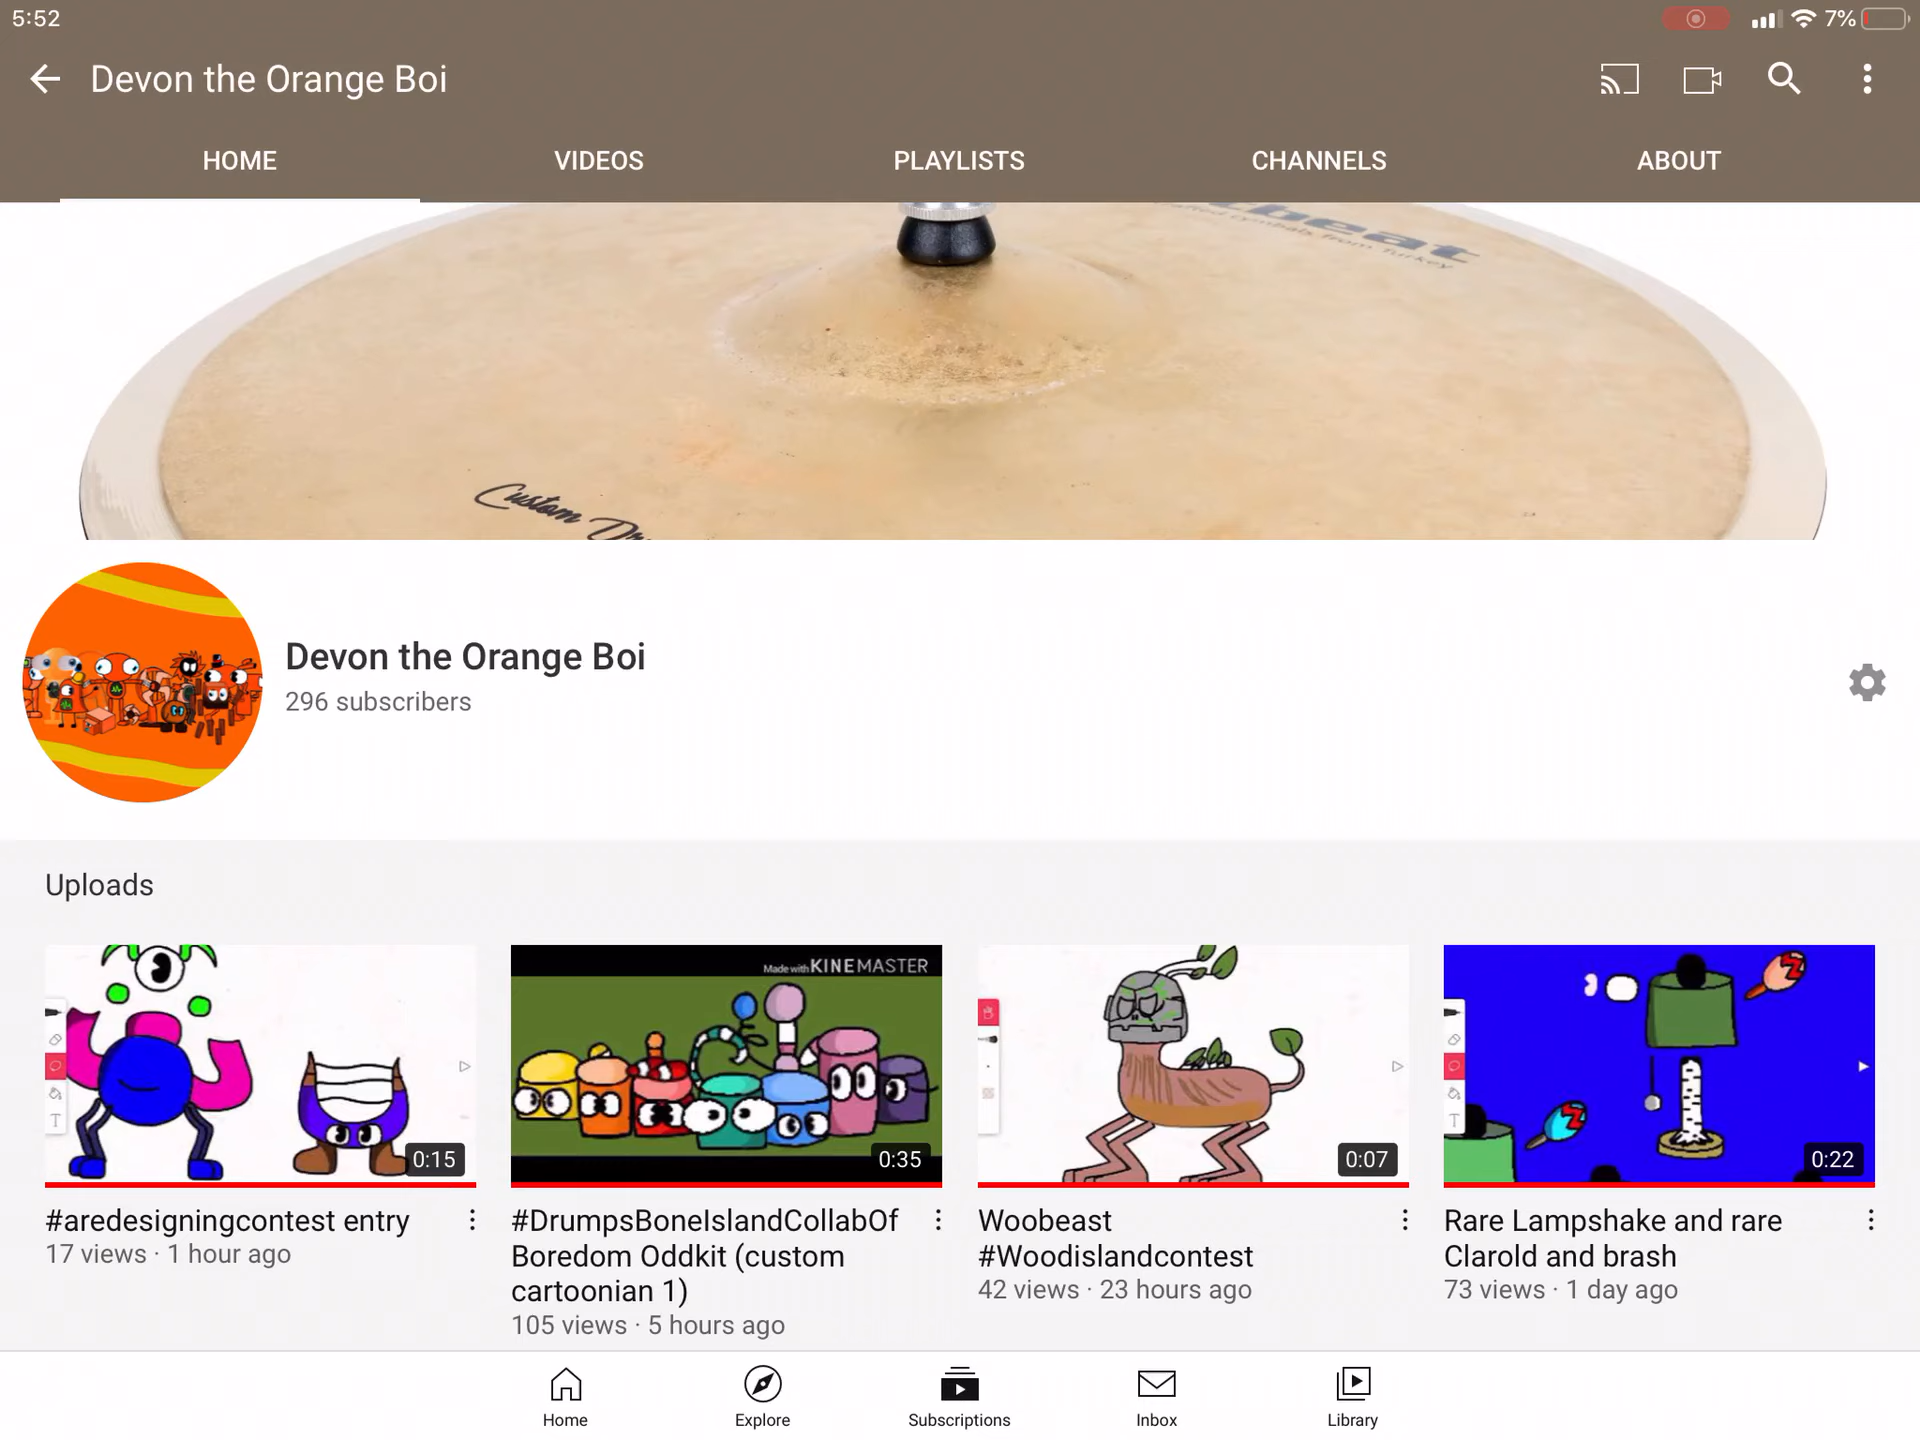 5:52
7%
Devon the Orange Boi
HOME
VIDEOS
PLAYLISTS
CHANNELS
ABOUT
cymbals from Turkey
Custom
Devon the Orange Boi
296 subscribers
Uploads
Made with KINEMASTER
T
T
0:15
0:35
0:07
0:22
#aredesigningcontest entry
17 views · 1 hour ago
#DrumpsBoneIslandCollabOf
Boredom Oddkit (custom
cartoonian 1)
105 views · 5 hours ago
Woobeast
#Woodislandcontest
42 views · 23 hours ago
Rare Lampshake and rare
Clarold and brash
73 views · 1 day ago
Home
Explore
Subscriptions
Inbox
Library